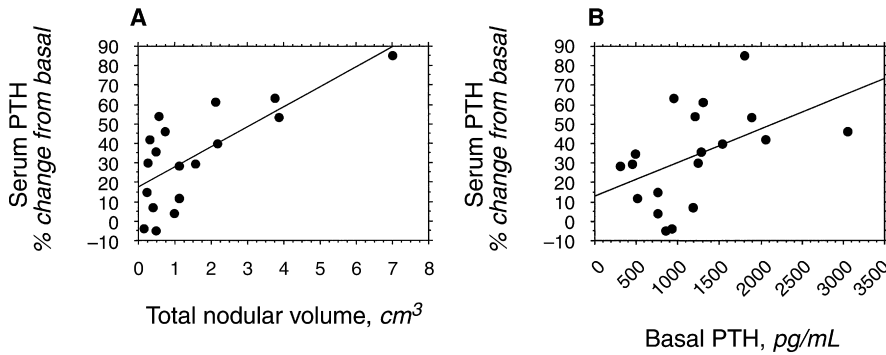 A
Serum PTH
% change from basal
90
80
70
60
50
40
30
20
10
0
–10
0 1 2 3 4 5 6 7 8
Total nodular volume, cm³
B
Serum PTH
% change from basal
90
80
70
60
50
40
30
20
10
0
–10
0 500 1000 1500 2000 2500 3000 3500
Basal PTH, pg/mL